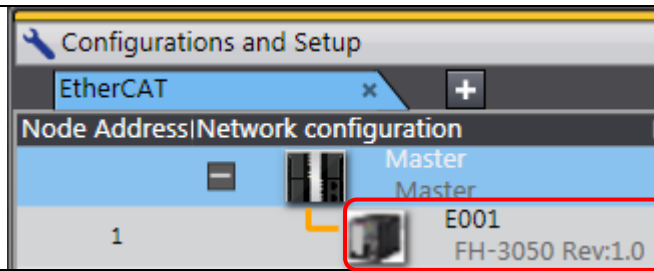 Configurations and Setup
EtherCAT
Node Address|Network configuration
Master
Master
1
E001
FH-3050 Rev:1.0